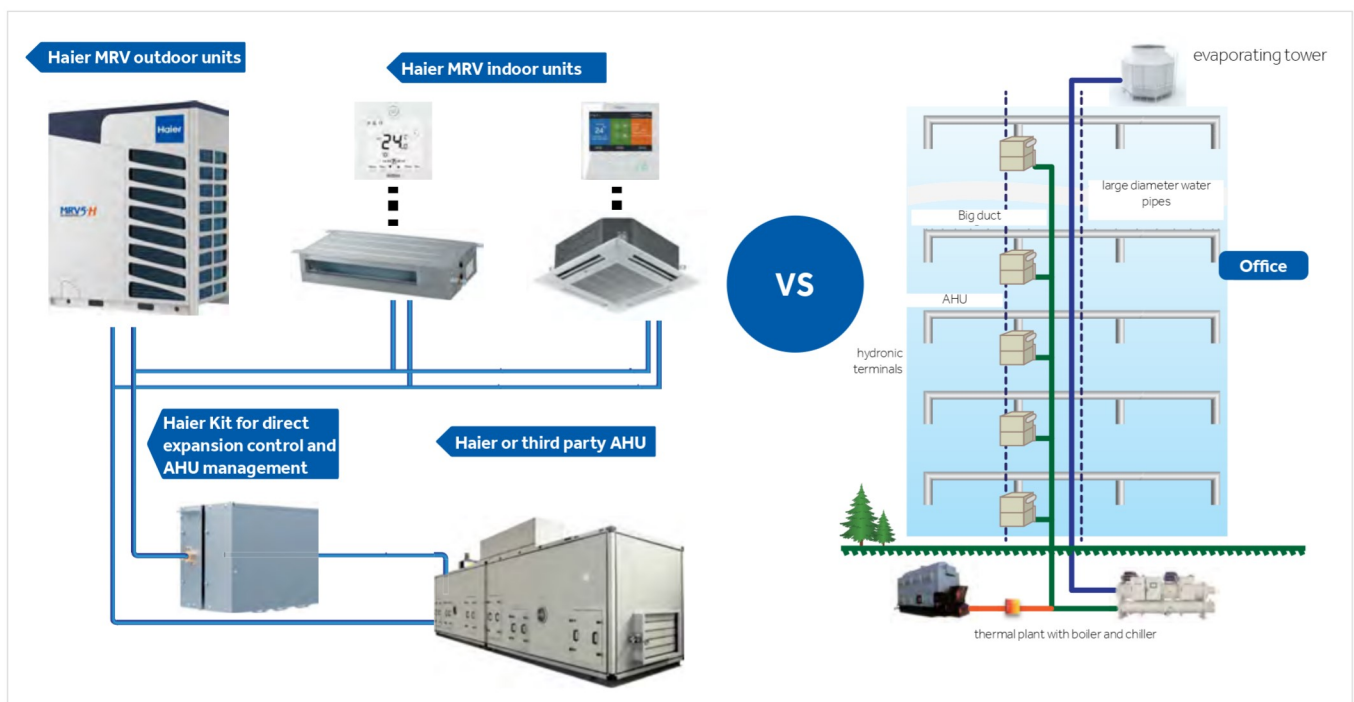 Haier MRV outdoor units
Haier MRV indoor units
Haier
MRV5-H
24
24
VS
evaporating tower
large diameter water
pipes
Big duct
Office
AHU
hydronic
terminals
Haier Kit for direct
expansion control and
AHU management
Haier or third party AHU
thermal plant with boiler and chiller